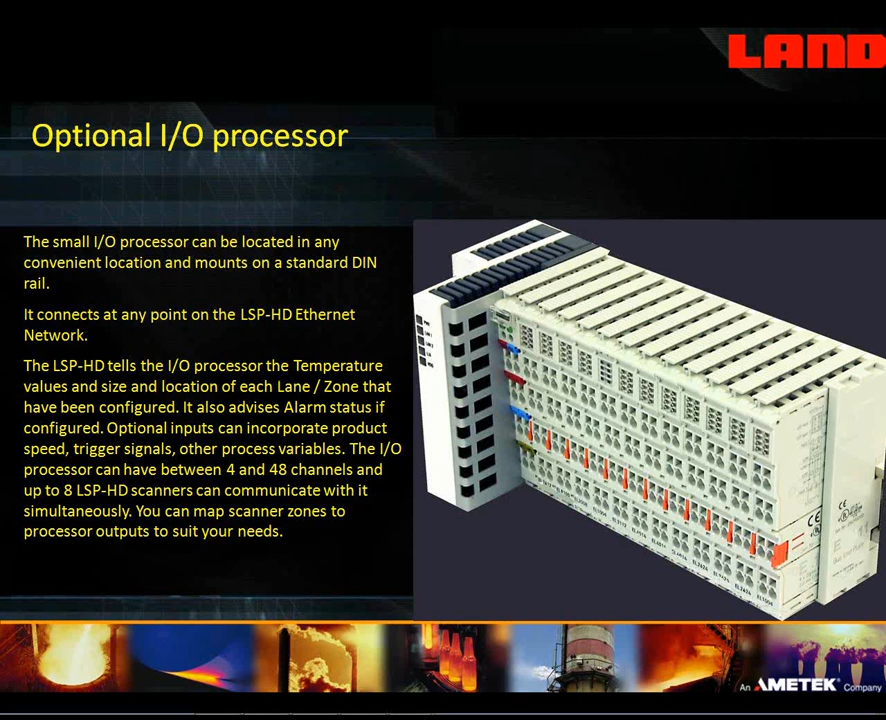 LAND
Optional I/O processor
The small I/O processor can be located in any
convenient location and mounts on a standard DIN
rail.
It connects at any point on the LSP-HD Ethernet
Network.
The LSP-HD tells the I/O processor the Temperature
values and size and location of each Lane / Zone that
have been configured. It also advises Alarm status if
configured. Optional inputs can incorporate product
speed, trigger signals, other process variables. The I/O
processor can have between 4 and 48 channels and
up to 8 LSP-HD scanners can communicate with it
simultaneously. You can map scanner zones to
processor outputs to suit your needs.
CE
CE
An AMETEK Company